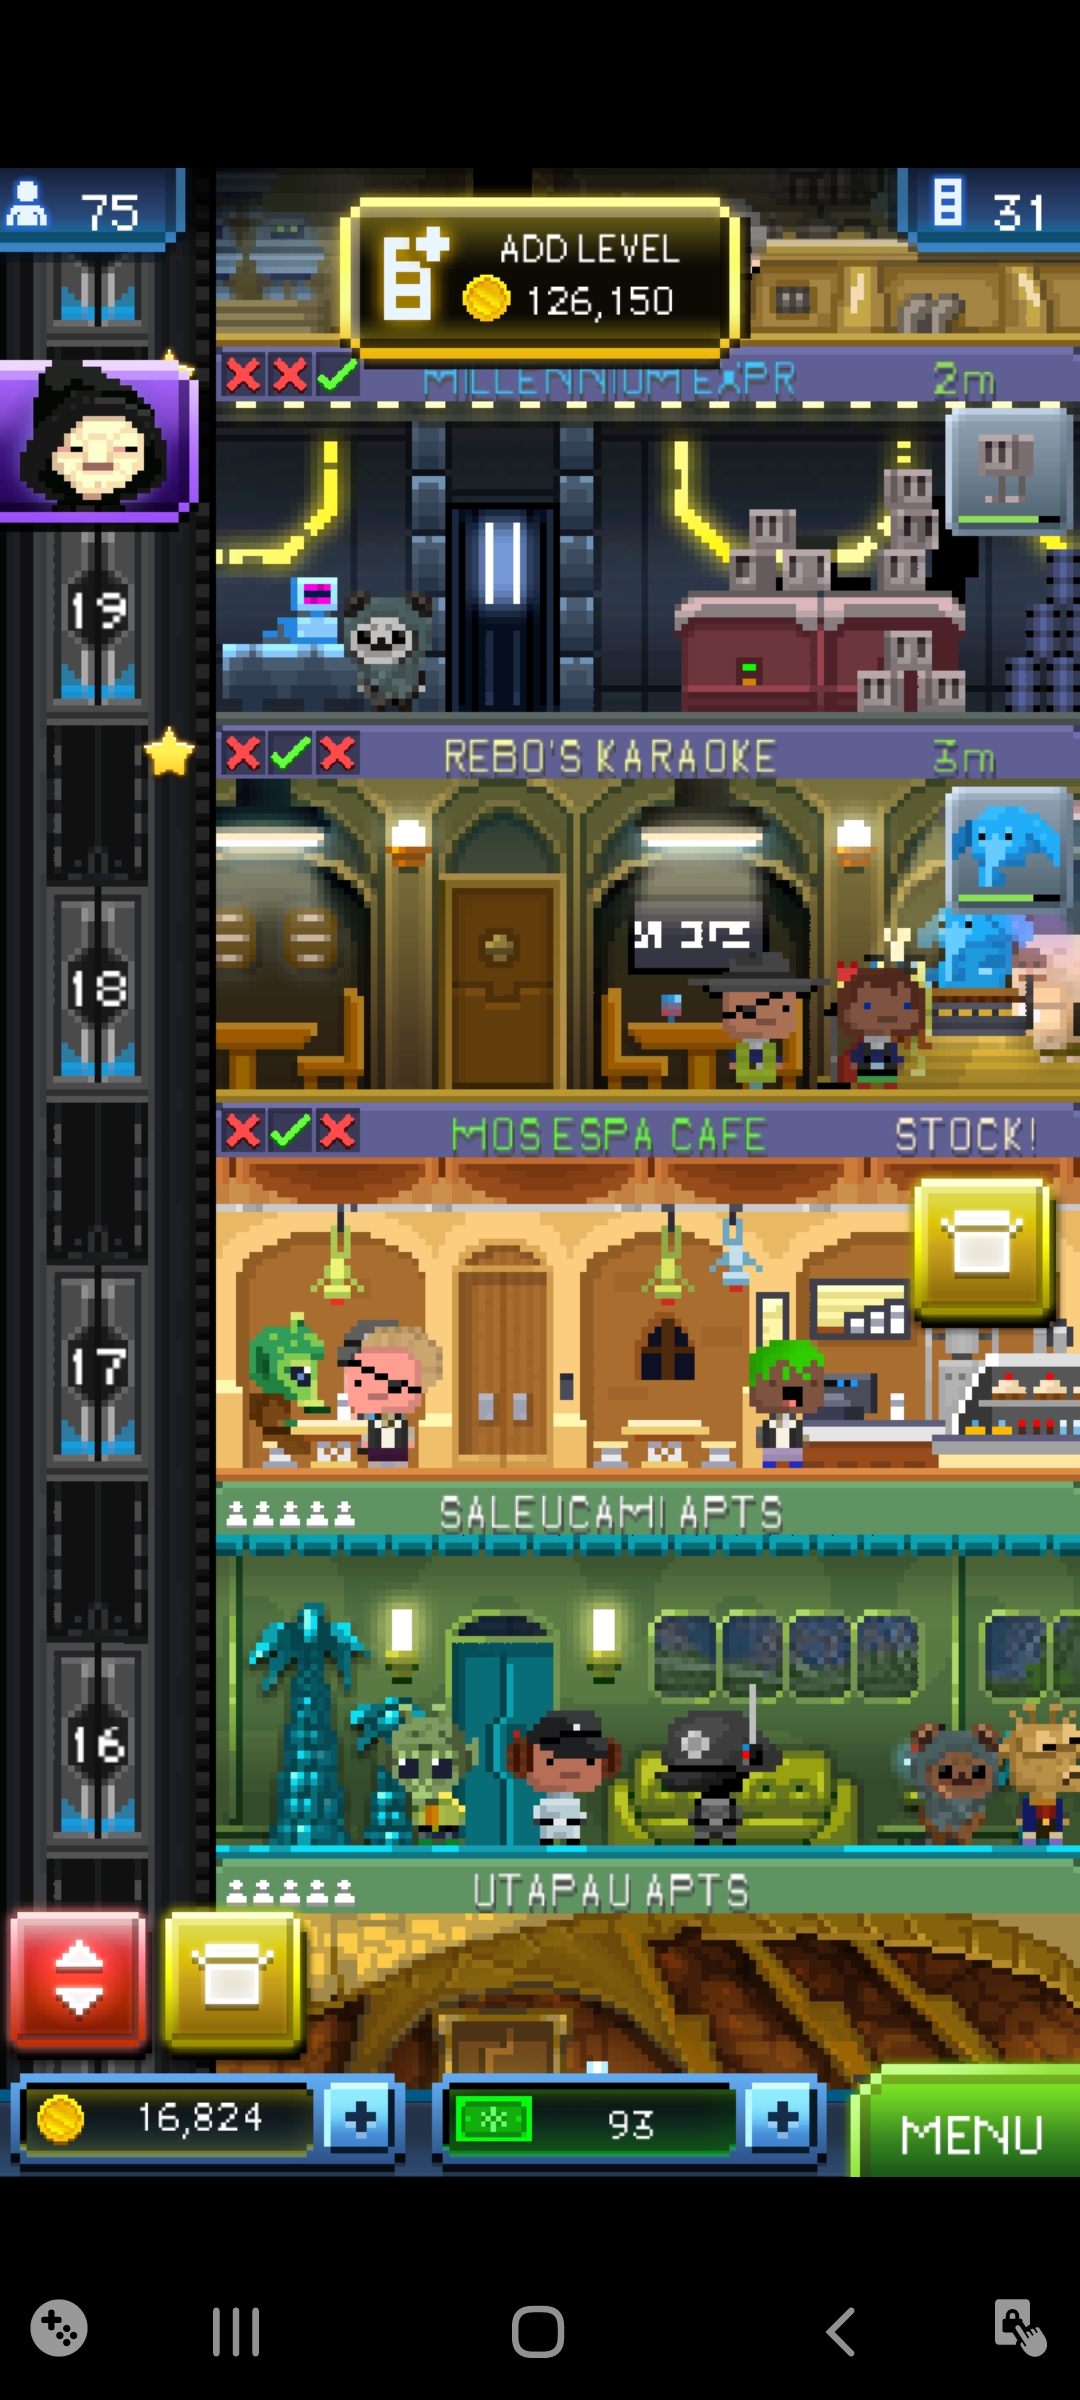 75
ADD LEVEL
126,150
31
MILLENNIUM EXPR
2m
19
REBO'S KARAOKE
3m
18
MOS ESPA CAFE
STOCK!
17
SALEUCAMI APTS
16
UTAPAU APTS
16,824
93
MENU